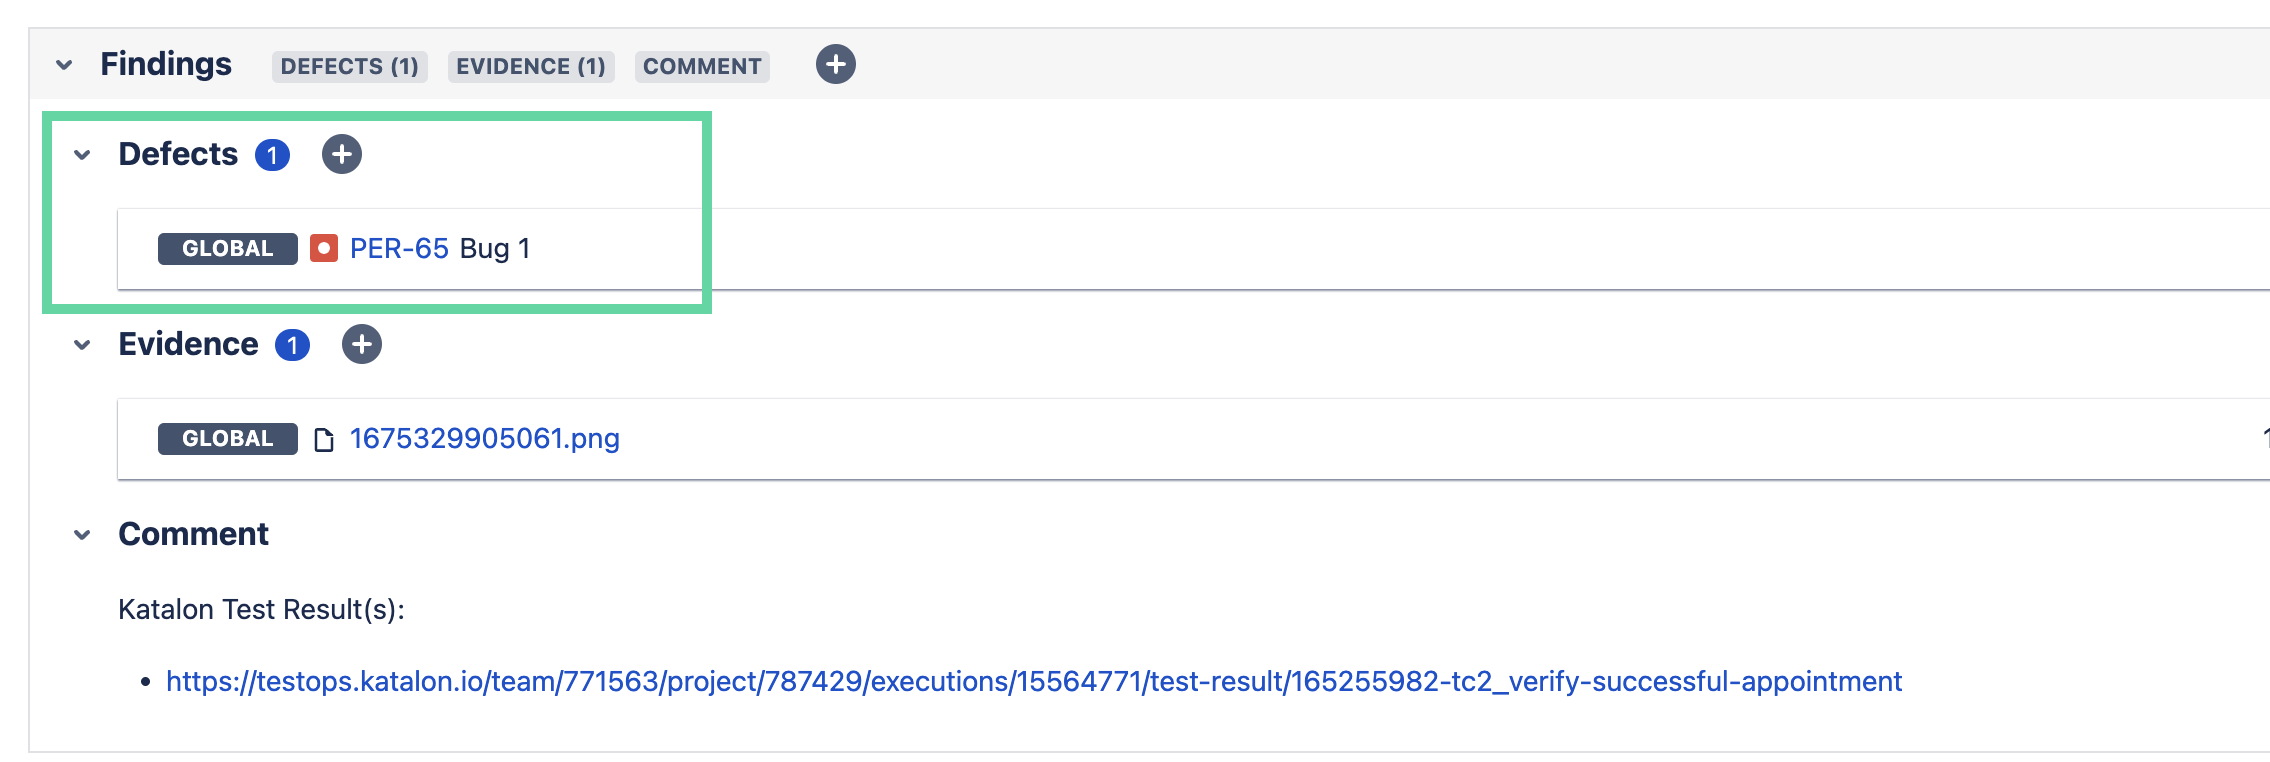 Findings DEFECTS (1) EVIDENCE (1) COMMENT
Defects 1
GLOBAL PER-65 Bug 1
Evidence 1
GLOBAL 1675329905061.png
Comment
Katalon Test Result(s):
• https://testops.katalon.io/team/771563/project/787429/executions/15564771/test-result/165255982-tc2_verify-successful-appointment